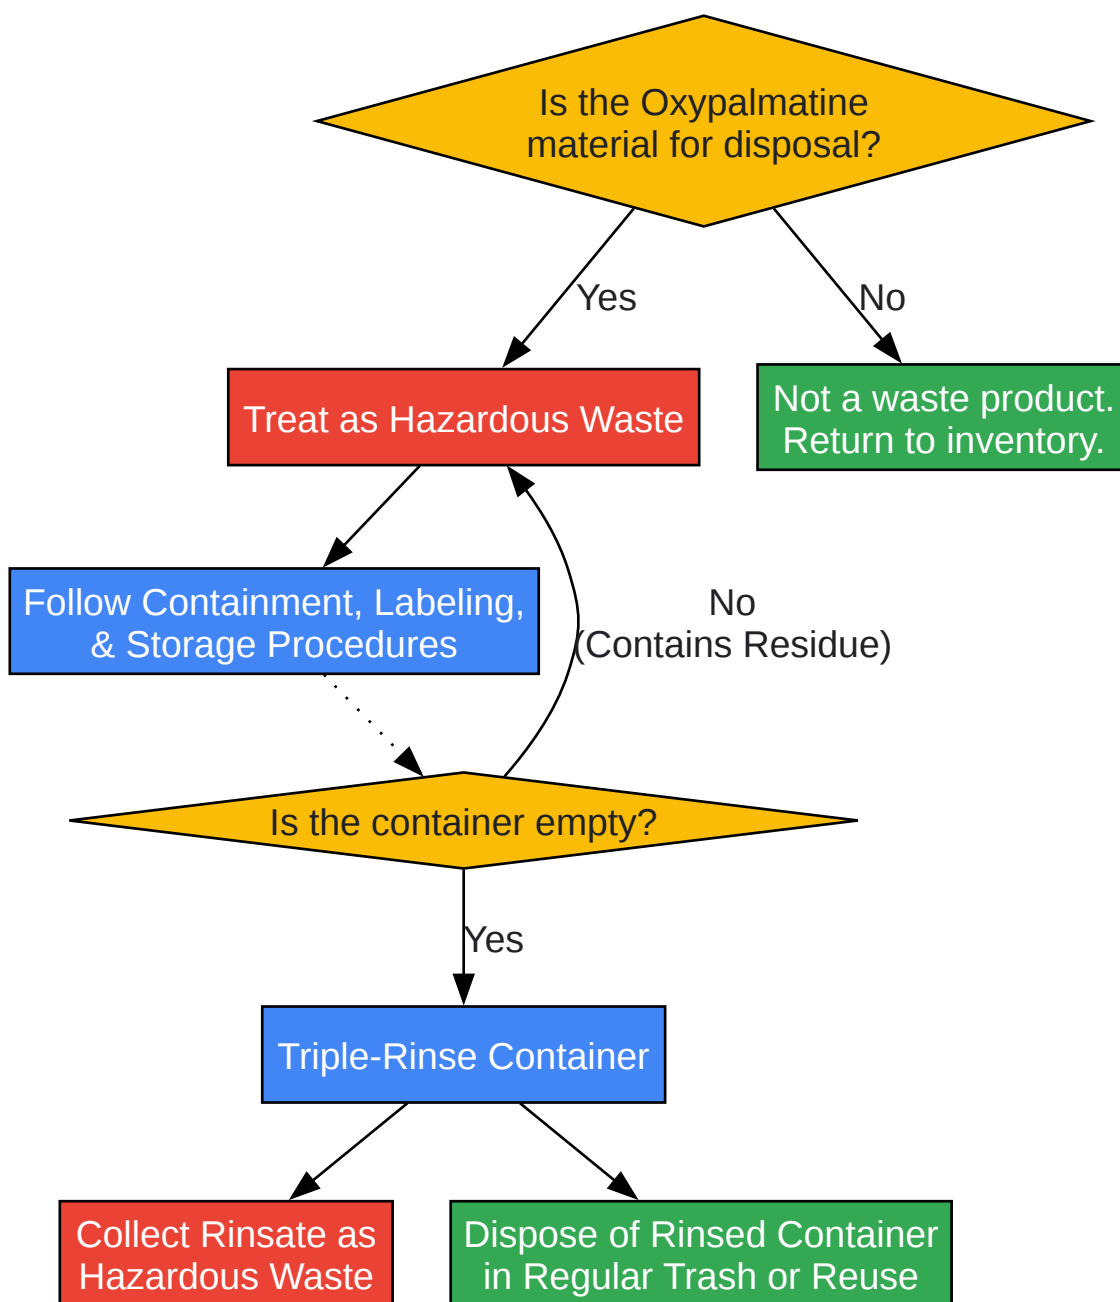 Is the Oxypalmatine
material for disposal?
Yes
No
Treat as Hazardous Waste
Not a waste product.
Return to inventory.
Follow Containment, Labeling,
& Storage Procedures
No
(Contains Residue)
Is the container empty?
Yes
Triple-Rinse Container
Collect Rinsate as
Hazardous Waste
Dispose of Rinsed Container
in Regular Trash or Reuse